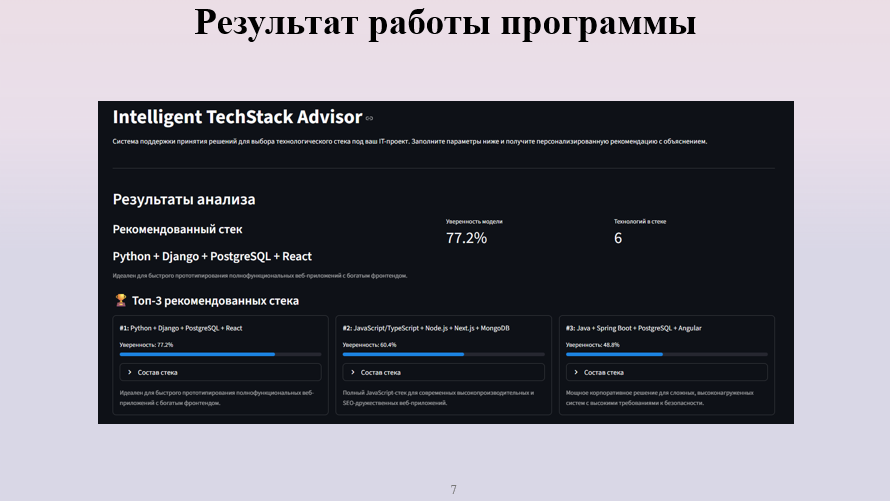 Результат работы программы
Intelligent TechStack Advisor
Система поддержки принятия решений для выбора технологического стека под ваш IT-проект. Заполните параметры ниже и получите персонализированную рекомендацию с объяснением.
Результаты анализа
Рекомендованный стек
Python + Django + PostgreSQL + React
Идеален для быстрого прототипирования полнофункциональных веб-приложений с богатым фронтендом.
Уверенность модели
77.2%
Технологий в стеке
6
🏆 Топ-3 рекомендованных стека
#1: Python + Django + PostgreSQL + React
Уверенность: 77.2%
Состав стека
Идеален для быстрого прототипирования полнофункциональных веб-
приложений с богатым фронтендом.
#2: JavaScript/TypeScript + Node.js + Next.js + MongoDB
Уверенность: 60.4%
Состав стека
Полный JavaScript-стек для современных высокопроизводительных и
SEO-дружественных веб-приложений.
#3: Java + Spring Boot + PostgreSQL + Angular
Уверенность: 48.8%
Состав стека
Мощное корпоративное решение для сложных, высоконагруженных
систем с высокими требованиями к безопасности.
7